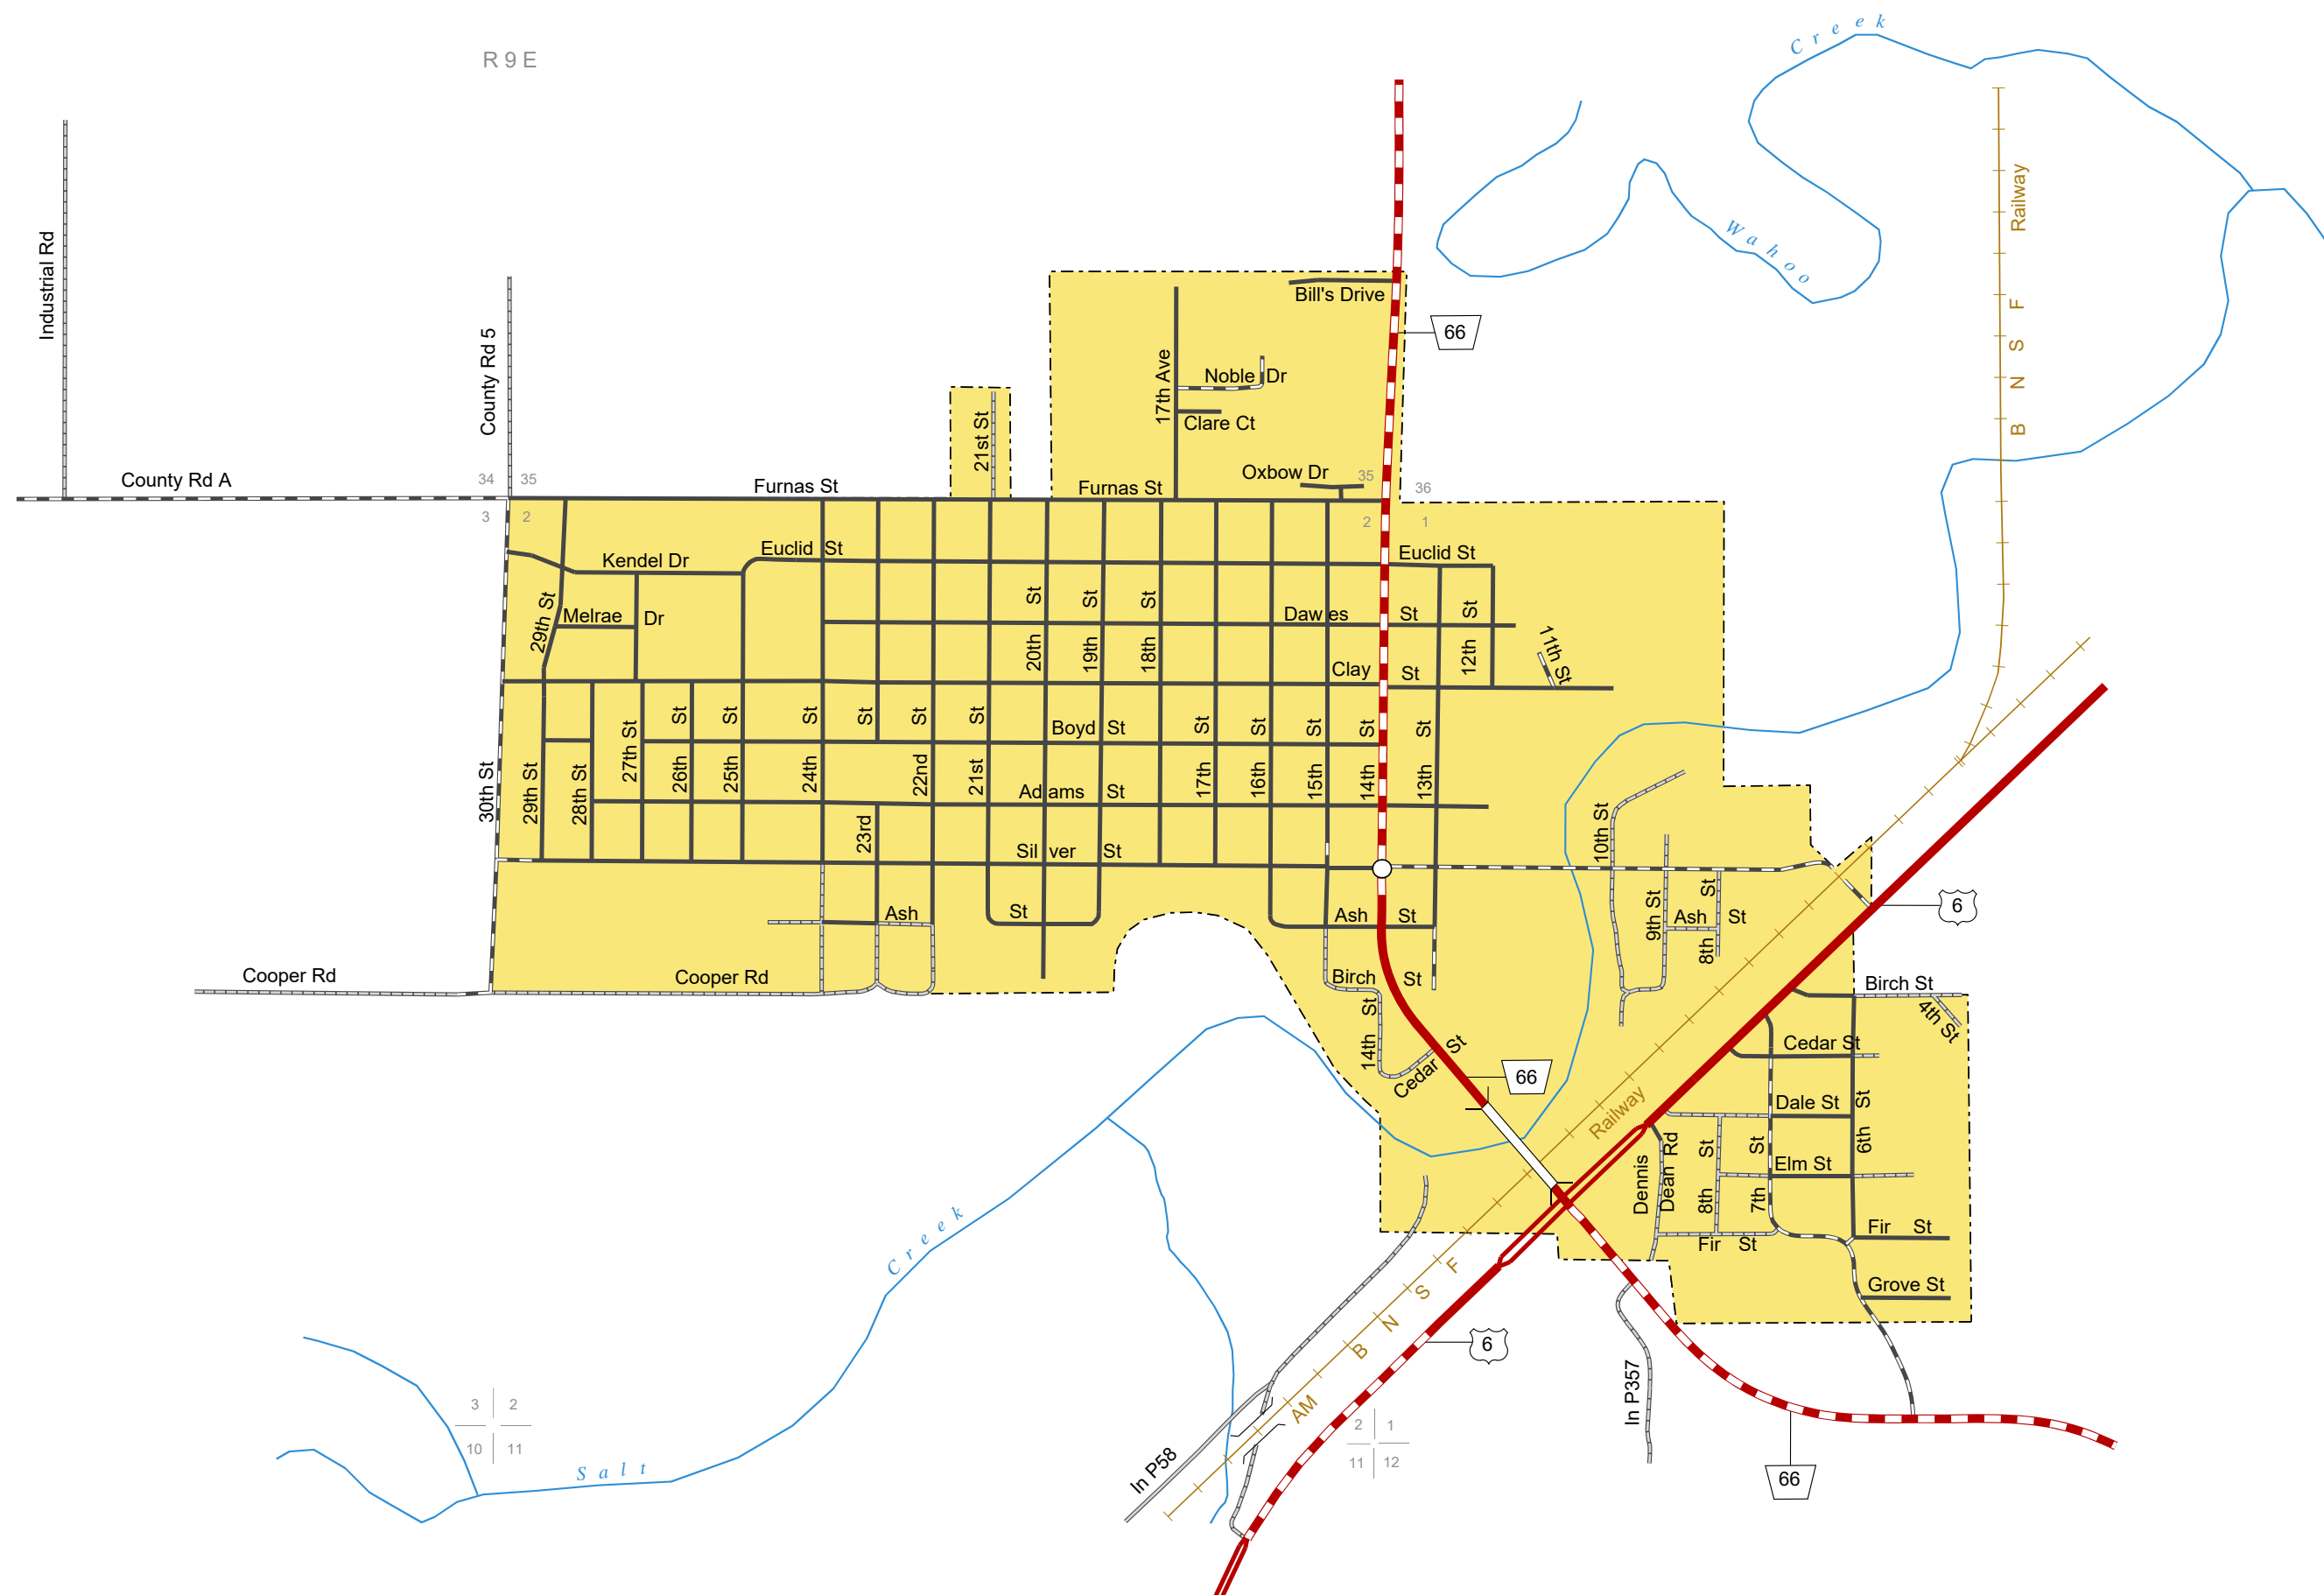 Creek
R 9 E
Wahoo
BNSF Railway
Industrial Rd
County Rd 5
Bill's Drive
66
17th Ave
Noble Dr
Clare Ct
21st St
Oxbow Dr
County Rd A
34
35
Furnas St
Furnas St
35
36
3
2
2
1
Kendel Dr
Euclid St
Euclid St
29th St
Melrae Dr
20th St
19th St
18th St
Dawes St
12th St
11th St
Clay St
30th St
29th St
28th St
27th St
26th St
25th St
24th St
23rd St
22nd St
21st St
Boyd St
17th St
16th St
15th St
14th St
13th St
Adams St
Silver St
10th St
9th St
8th St
Ash St
6
Ash St
Ash St
Cooper Rd
Cooper Rd
Birch St
14th St
Cedar St
66
Birch St
4th St
Cedar St
Dale St
6th St
Elm St
Dennis Dean Rd
8th St
7th St
Fir St
Fir St
Grove St
Railway
BNSF
AM
6
In P357
In P58
66
Creek
Salt
3
2
10
11
2
1
11
12